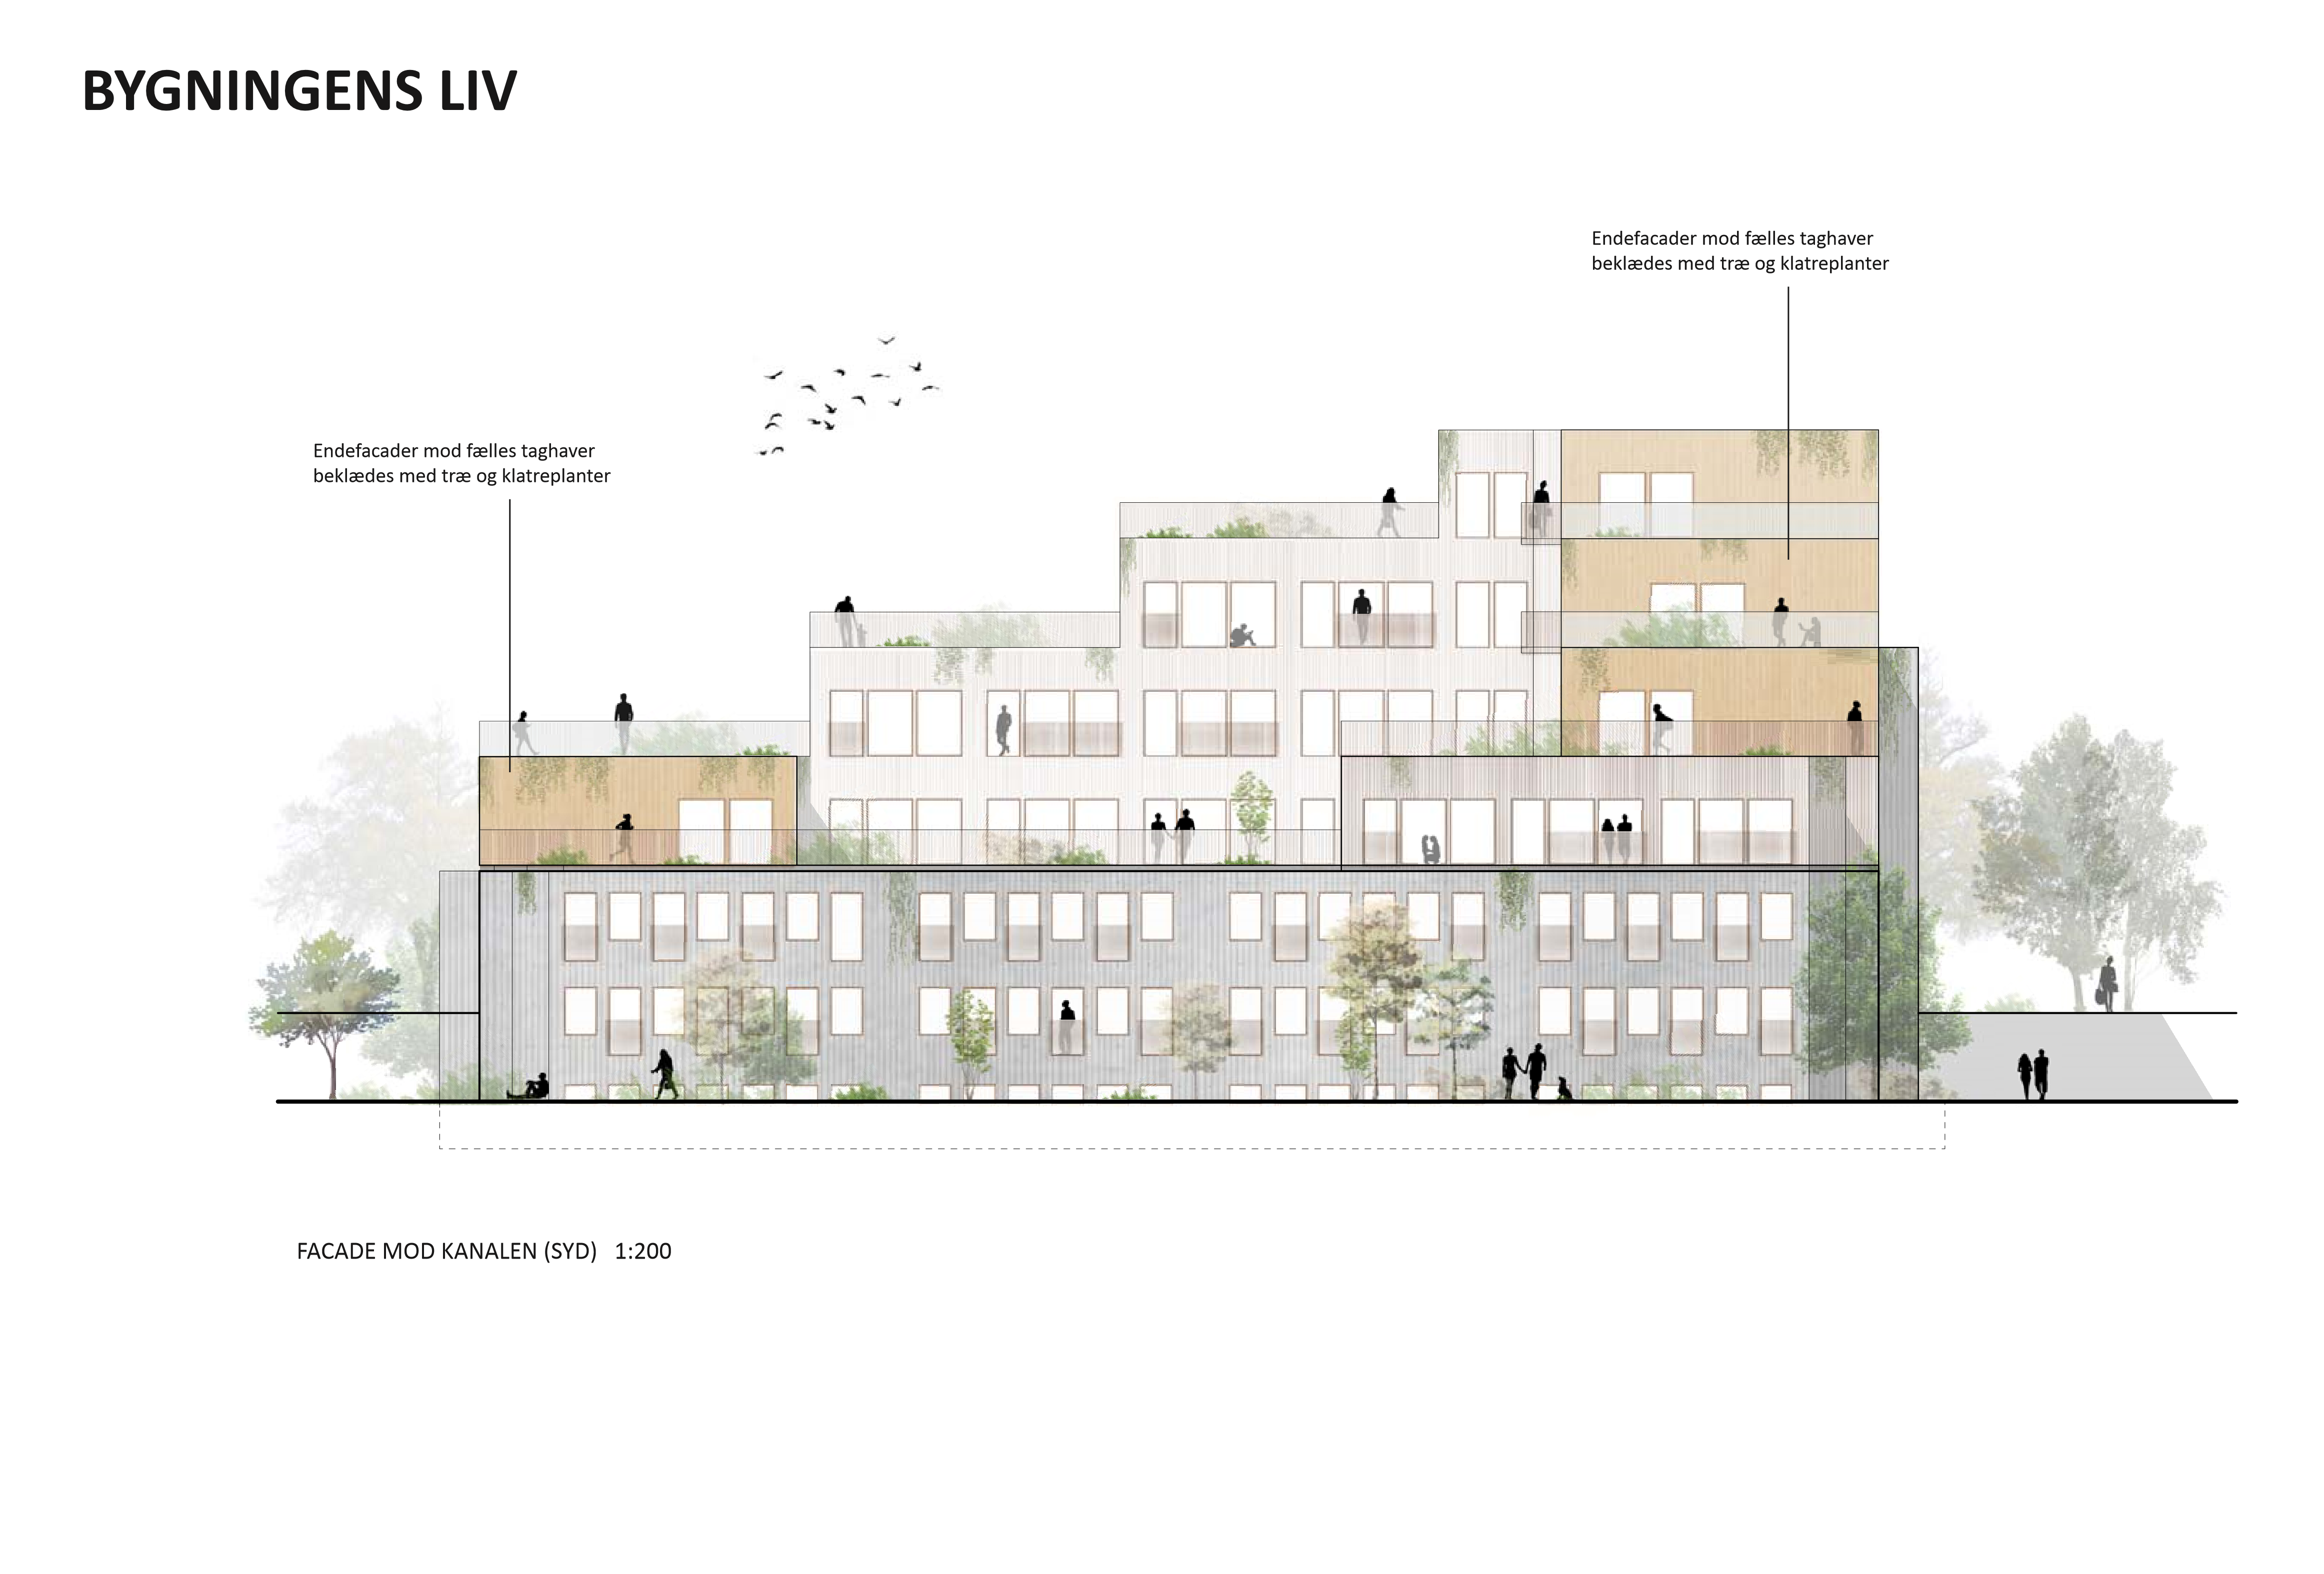 BYGNINGENS LIV
Endefacader mod fælles taghaver
beklædes med træ og klatreplanter
Endefacader mod fælles taghaver
beklædes med træ og klatreplanter
FACADE MOD KANALEN (SYD) 1:200